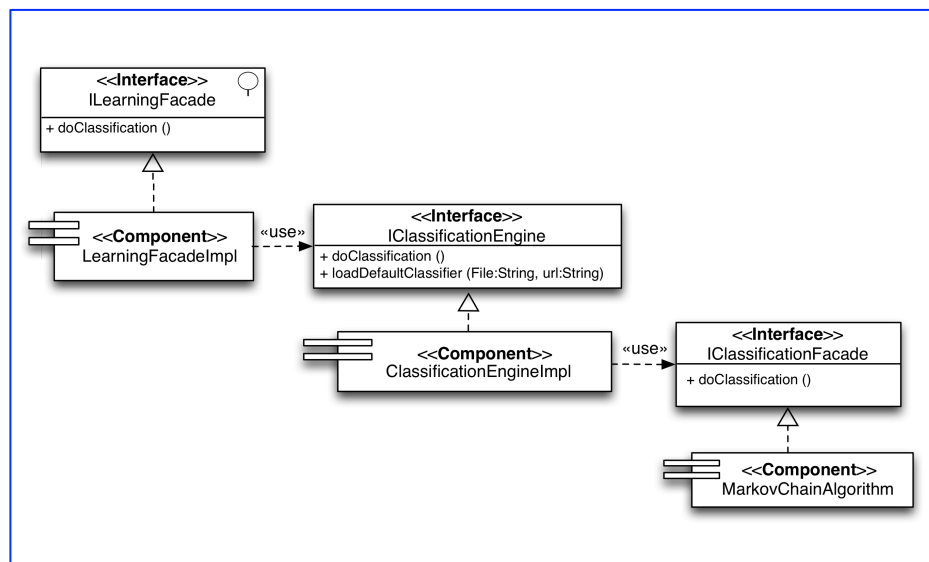 <<Interface>>
ILearningFacade
+ doClassification ()
<<Component>>
LearningFacadeImpl
«use»
<<Interface>>
IClassificationEngine
+ doClassification ()
+ loadDefaultClassifier (File:String, url:String)
<<Component>>
ClassificationEngineImpl
«use»
<<Interface>>
IClassificationFacade
+ doClassification ()
<<Component>>
MarkovChainAlgorithm